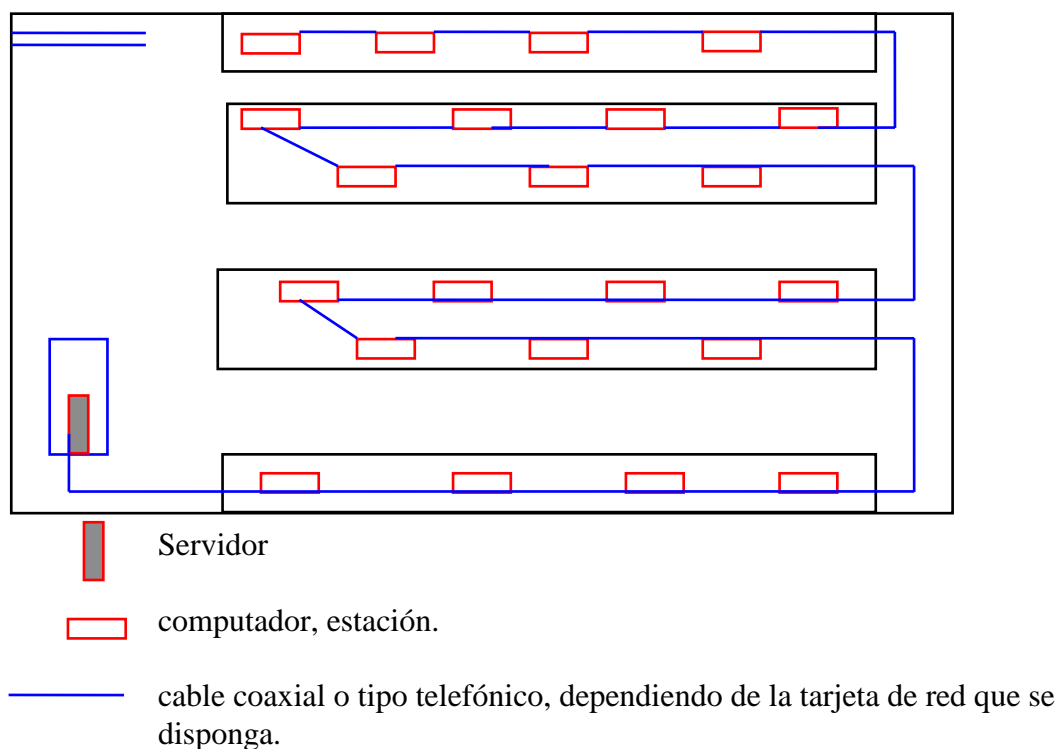 Servidor
computador, estación.
cable coaxial o tipo telefónico, dependiendo de la tarjeta de red que se
disponga.